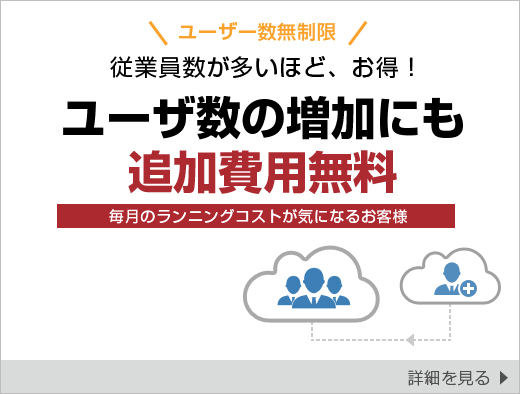 ユーザー数無制限
従業員数が多いほど、お得！
ユーザ数の増加にも
追加費用無料
毎月のランニングコストが気になるお客様
詳細を見る